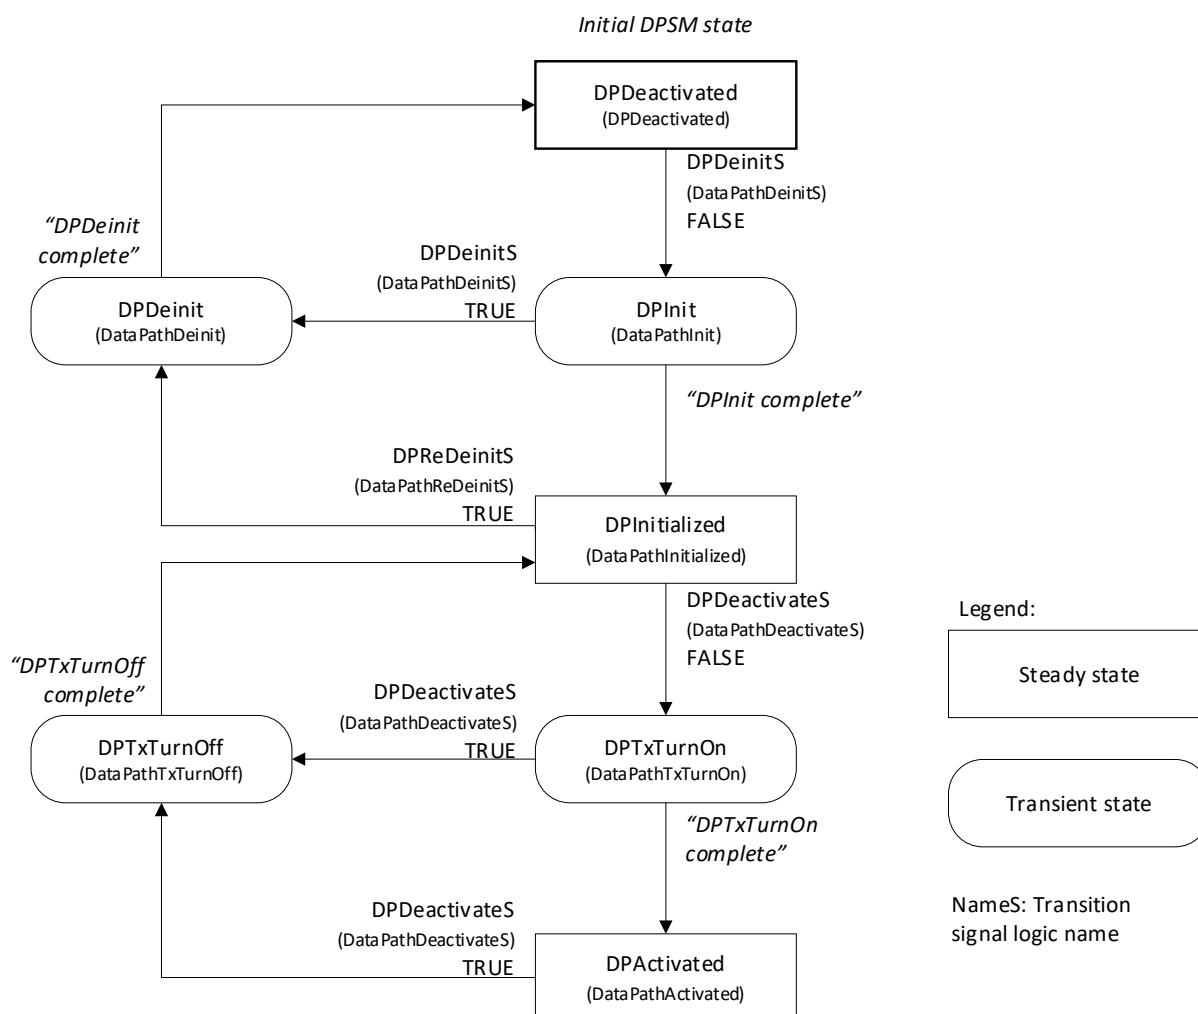 Initial DPSM state
DPDeactivated
(DPDeactivated)
DPDeinitS
(DataPathDeinitS)
FALSE
“DPDeinit
complete”
DPDeinitS
(DataPathDeinitS)
TRUE
DPDeinit
(DataPathDeinit)
DPInit
(DataPathInit)
“DPInit complete”
DPReDeinitS
(DataPathReDeinitS)
TRUE
DPInitialized
(DataPathInitialized)
DPDeactivateS
(DataPathDeactivateS)
FALSE
“DPTxTurnOff
complete”
DPDeactivateS
(DataPathDeactivateS)
TRUE
DPTxTurnOff
(DataPathTxTurnOff)
DPTxTurnOn
(DataPathTxTurnOn)
“DPTxTurnOn
complete”
DPDeactivateS
(DataPathDeactivateS)
TRUE
DPActivated
(DataPathActivated)
Legend:
Steady state
Transient state
NameS: Transition
signal logic name